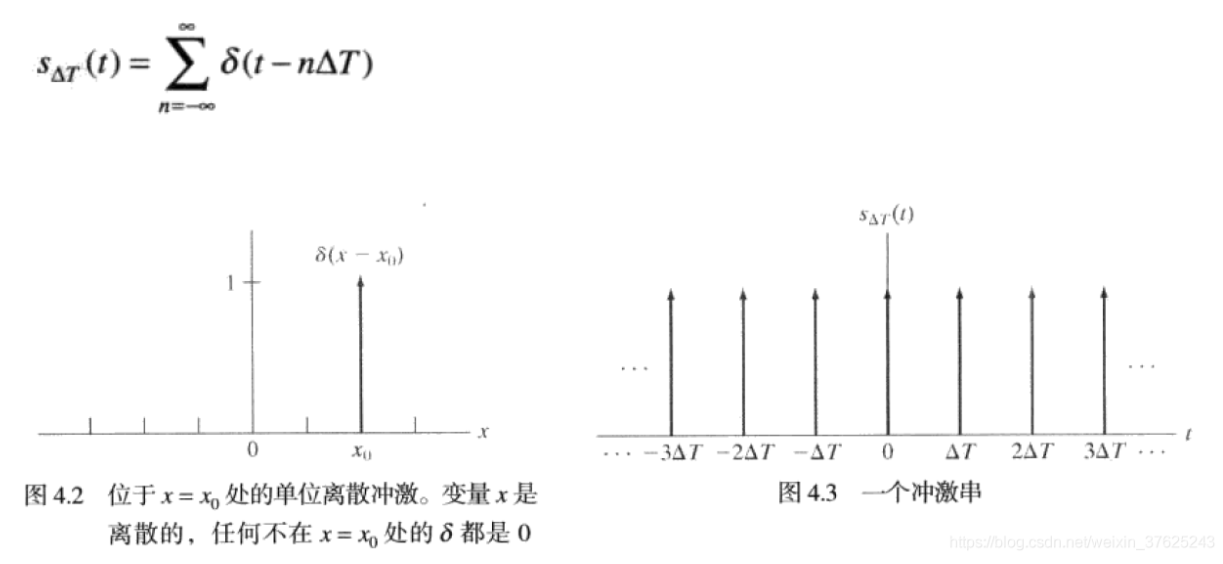 s_{ΔT}(t) = \sum_{n=-∞}^{∞} δ(t − nΔT)
δ(x − x₀)
1
0
x₀
x
图 4.2 位于 x = x₀ 处的单位离散冲激。变量 x 是
离散的，任何不在 x = x₀ 处的 δ 都是 0
s_{ΔT}(t)
··· ···
··· −3ΔT −2ΔT −ΔT 0 ΔT 2ΔT 3ΔT ···
t
图 4.3 一个冲激串
https://blog.csdn.net/weixin_37625243